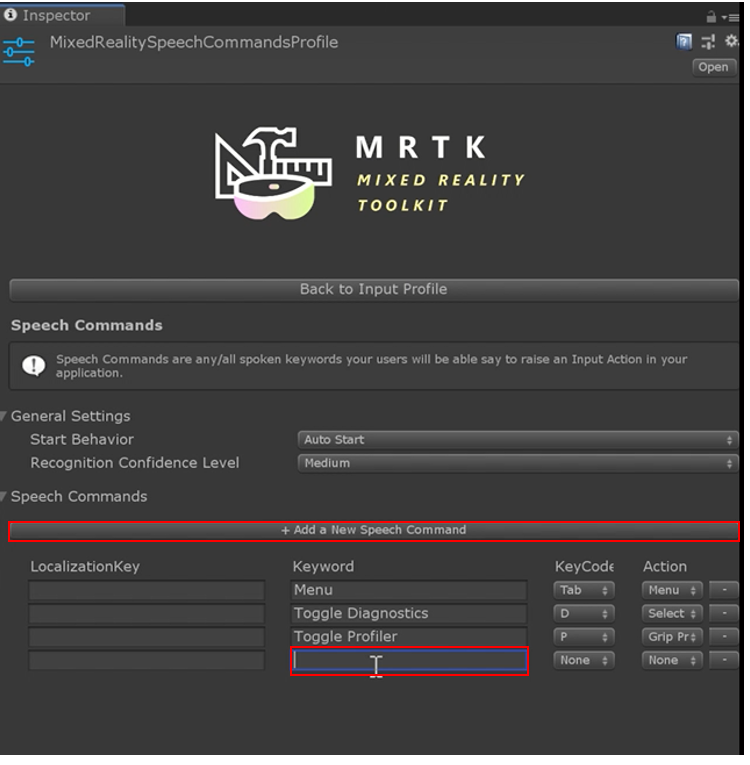 Inspector
MixedRealitySpeechCommandsProfile
Open
MRTK
MIXED REALITY
TOOLKIT
Back to Input Profile
Speech Commands
Speech Commands are any/all spoken keywords your users will be able say to raise an Input Action in your
application.
General Settings
Start Behavior Auto Start
Recognition Confidence Level Medium
Speech Commands
+ Add a New Speech Command
LocalizationKey Keyword KeyCode Action
Menu Tab Menu -
Toggle Diagnostics D Select -
Toggle Profiler P Grip Pr -
None None -